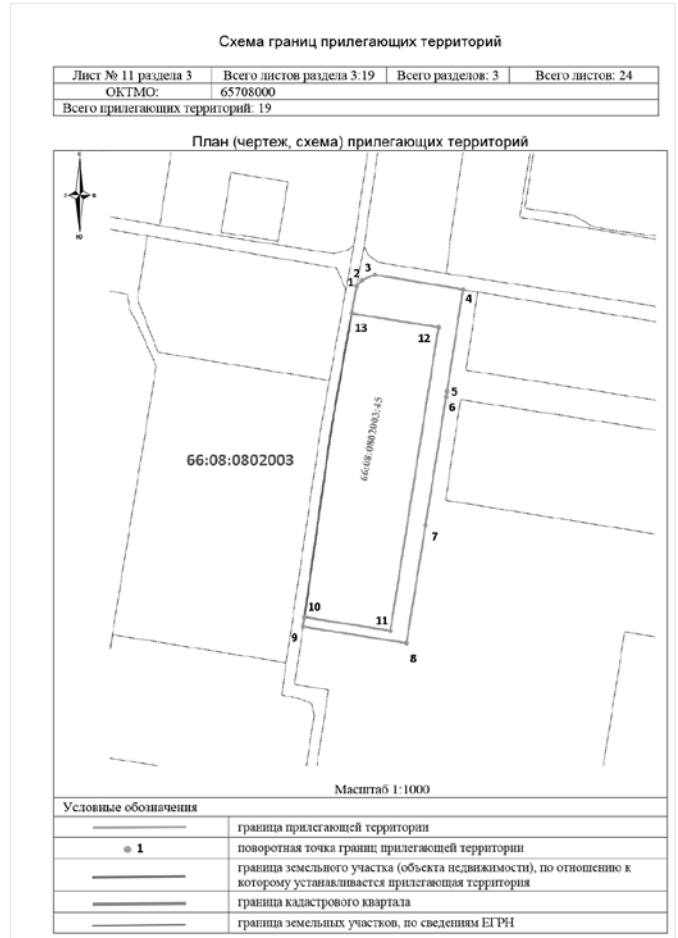 Схема границ прилегающих территорий
Лист № 11 раздела 3 Всего листов раздела 3:19 Всего разделов: 3 Всего листов: 24
ОКТМО: 65708000
Всего прилегающих территорий: 19
План (чертеж, схема) прилегающих территорий
С
З В
Ю
3
2
1
4
13
12
5
6
66:08:0802003:45
66:08:0802003
7
10
11
9
8
Масштаб 1:1000
Условные обозначения
граница прилегающей территории
1 поворотная точка границ прилегающей территории
граница земельного участка (объекта недвижимости), по отношению к
которому устанавливается прилегающая территория
граница кадастрового квартала
граница земельных участков, по сведениям ЕГРН